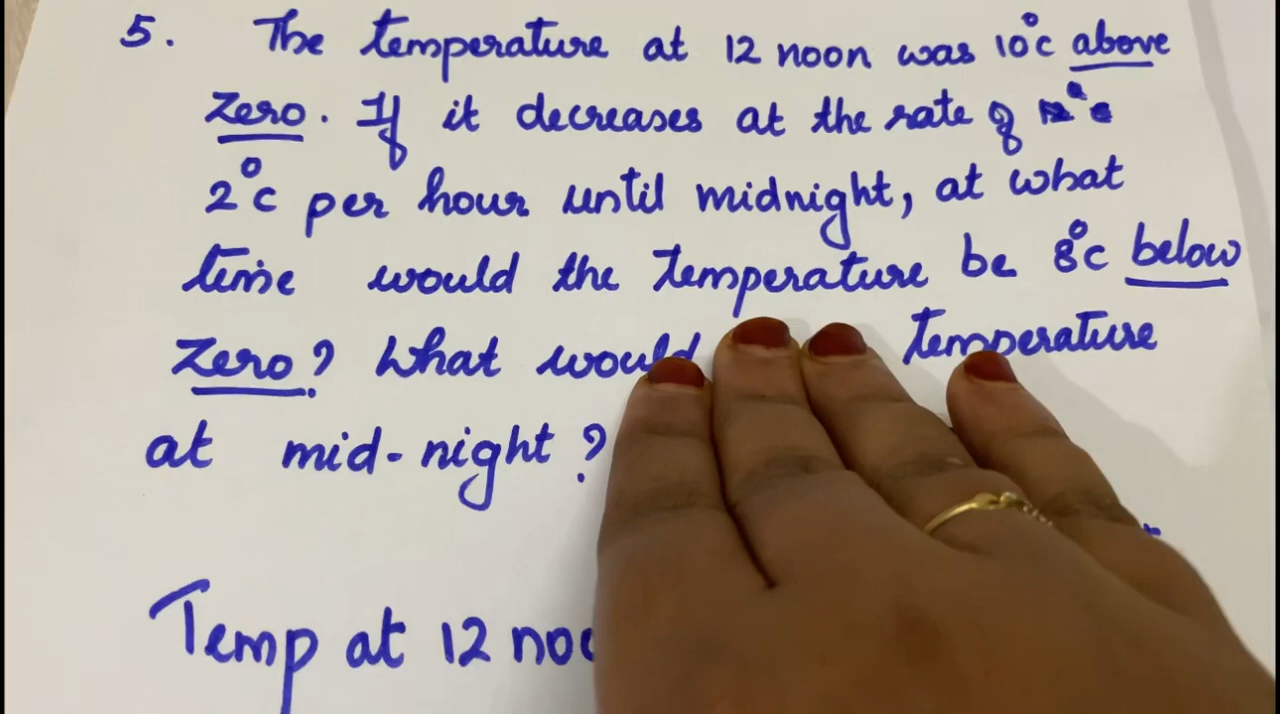 5. The temperature at 12 noon was 10°c above
Zero. If it decreases at the rate of
2°c per hour until midnight, at what
time would the temperature be 8°c below
Zero? What would temperature
at mid-night?
Temp at 12